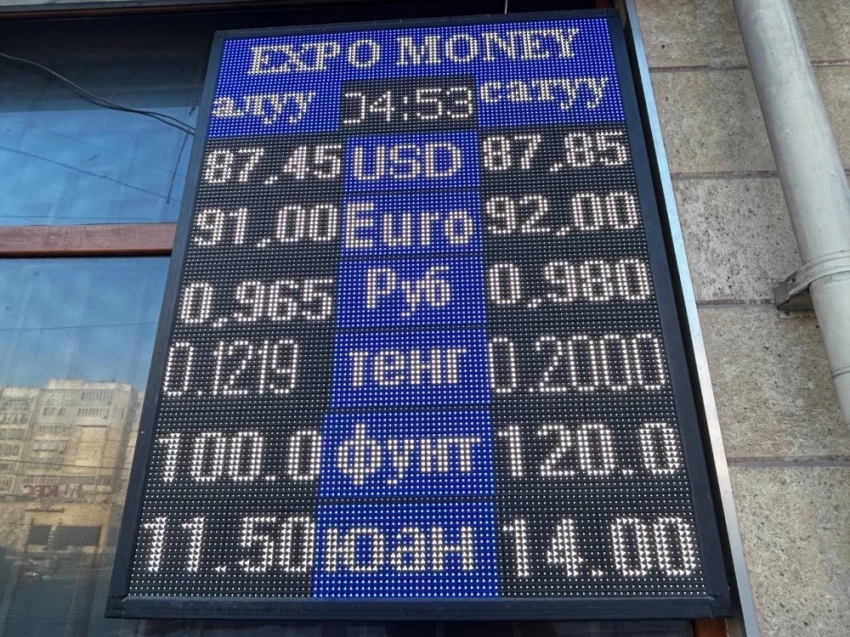 EXPO MONEY
алуу 04:53 сатуу
87,45 USD 87,85
91,00 Euro 92,00
0,965 Руб 0,980
0.1219 тенг 0.2000
100.0 фунт 120.0
11.50 юан 14.00